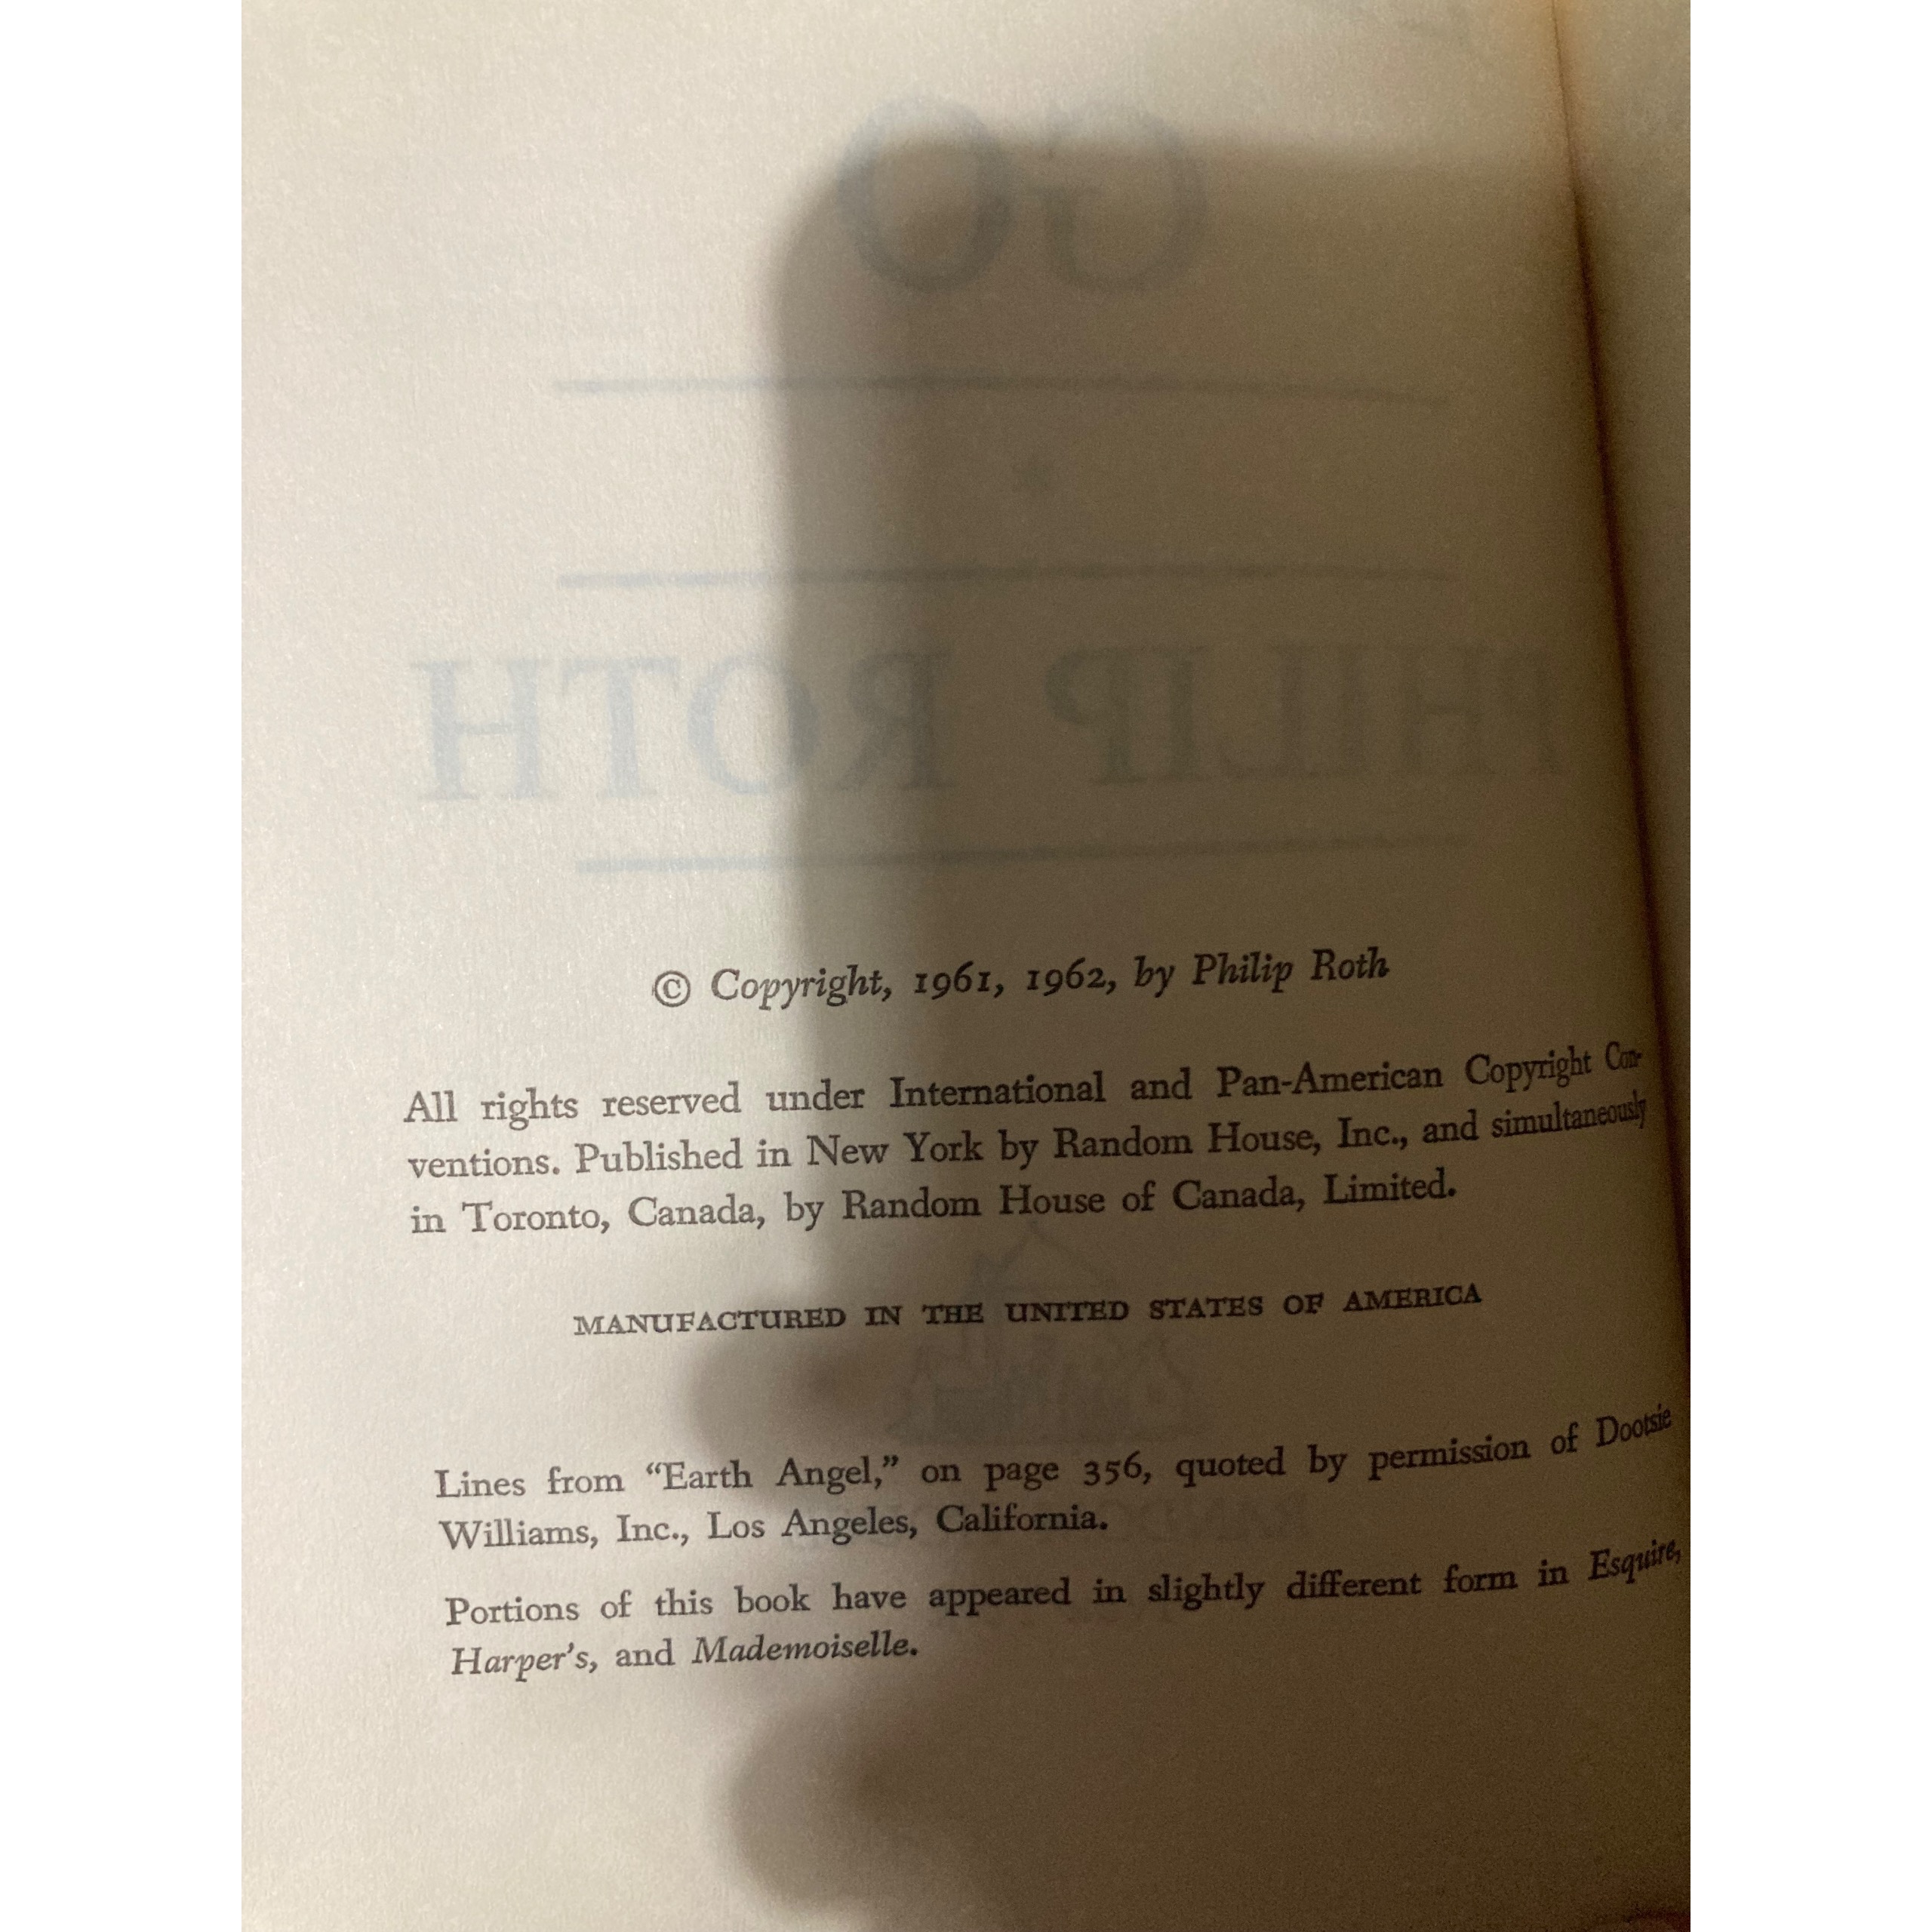 GO
PHILIP ROTH
© Copyright, 1961, 1962, by Philip Roth
All rights reserved under International and Pan-American Copyright Con-
ventions. Published in New York by Random House, Inc., and simultaneously
in Toronto, Canada, by Random House of Canada, Limited.
MANUFACTURED IN THE UNITED STATES OF AMERICA
Lines from “Earth Angel,” on page 356, quoted by permission of Dootsie
Williams, Inc., Los Angeles, California.
Portions of this book have appeared in slightly different form in Esquire,
Harper’s, and Mademoiselle.